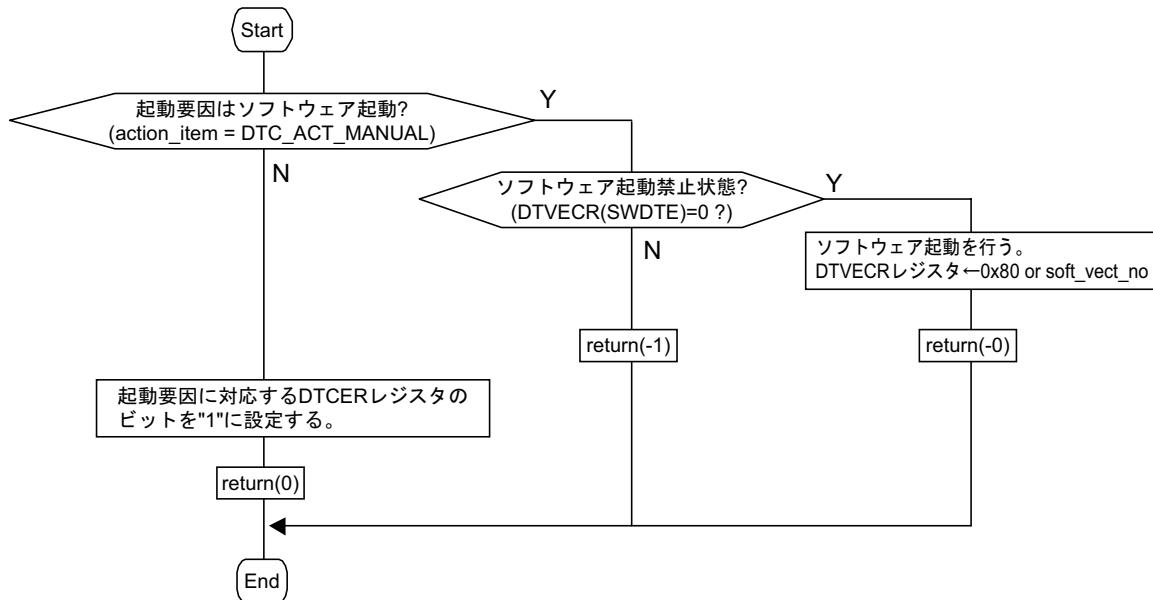 Start
起動要因はソフトウェア起動?
(action_item = DTC_ACT_MANUAL)
Y
N
ソフトウェア起動禁止状態?
(DTVECR(SWDTE)=0 ?)
Y
N
ソフトウェア起動を行う。
DTVECRレジスタ←0x80 or soft_vect_no
return(-1)
return(-0)
起動要因に対応するDTCERレジスタの
ビットを"1"に設定する。
return(0)
End